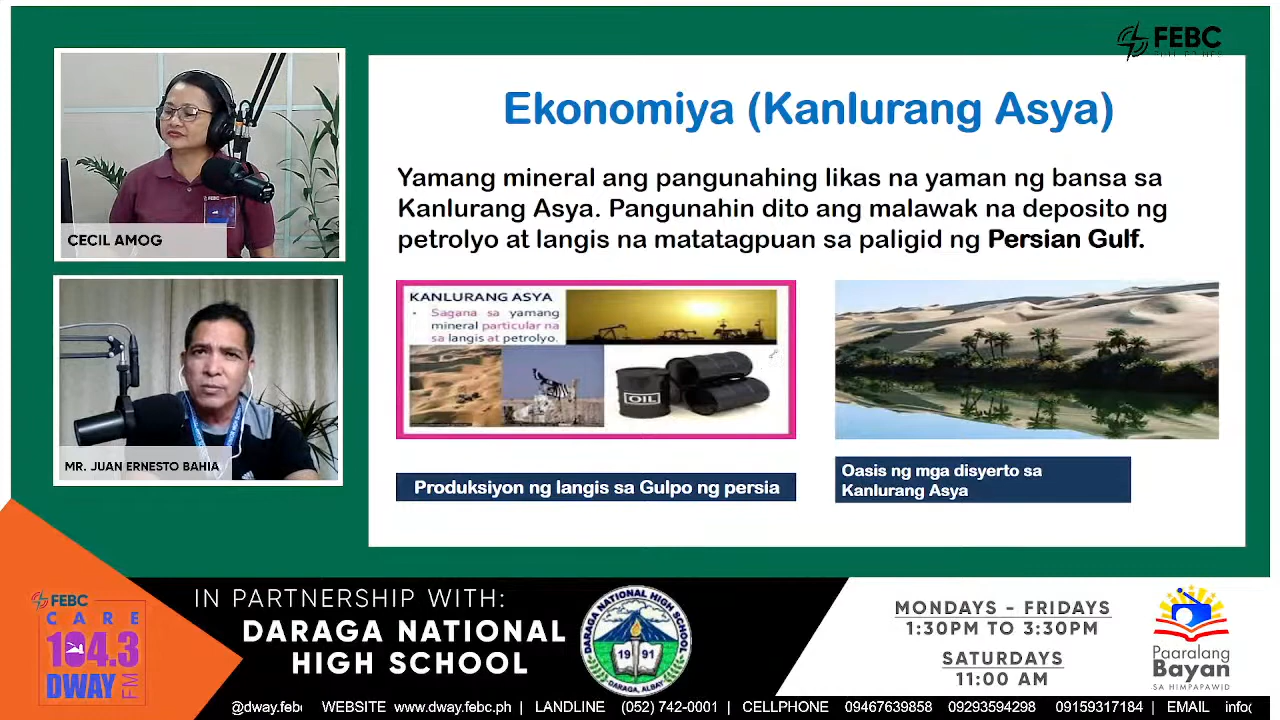 FEBC
PHILIPPINES
Ekonomiya (Kanlurang Asya)
Yamang mineral ang pangunahing likas na yaman ng bansa sa
Kanlurang Asya. Pangunahin dito ang malawak na deposito ng
petrolyo at langis na matatagpuan sa paligid ng Persian Gulf.
FEBC
CECIL AMOG
KANLURANG ASYA
• Sagana sa yamang
mineral particular na
sa langis at petrolyo.
OIL
MR. JUAN ERNESTO BAHIA
Produksiyon ng langis sa Gulpo ng persia
Oasis ng mga disyerto sa
Kanlurang Asya
FEBC
CARE
104.3
DWAY
FM
IN PARTNERSHIP WITH:
DARAGA NATIONAL
HIGH SCHOOL
DARAGA NATIONAL HIGH SCHOOL
1991
DARAGA, ALBAY
MONDAYS - FRIDAYS
1:30PM TO 3:30PM
SATURDAYS
11:00 AM
Paaralang
Bayan
SA HIMPAPAWID
@dway.febc WEBSITE www.dway.febc.ph | LANDLINE (052) 742-0001 | CELLPHONE 09467639858 09293594298 09159317184 | EMAIL info@